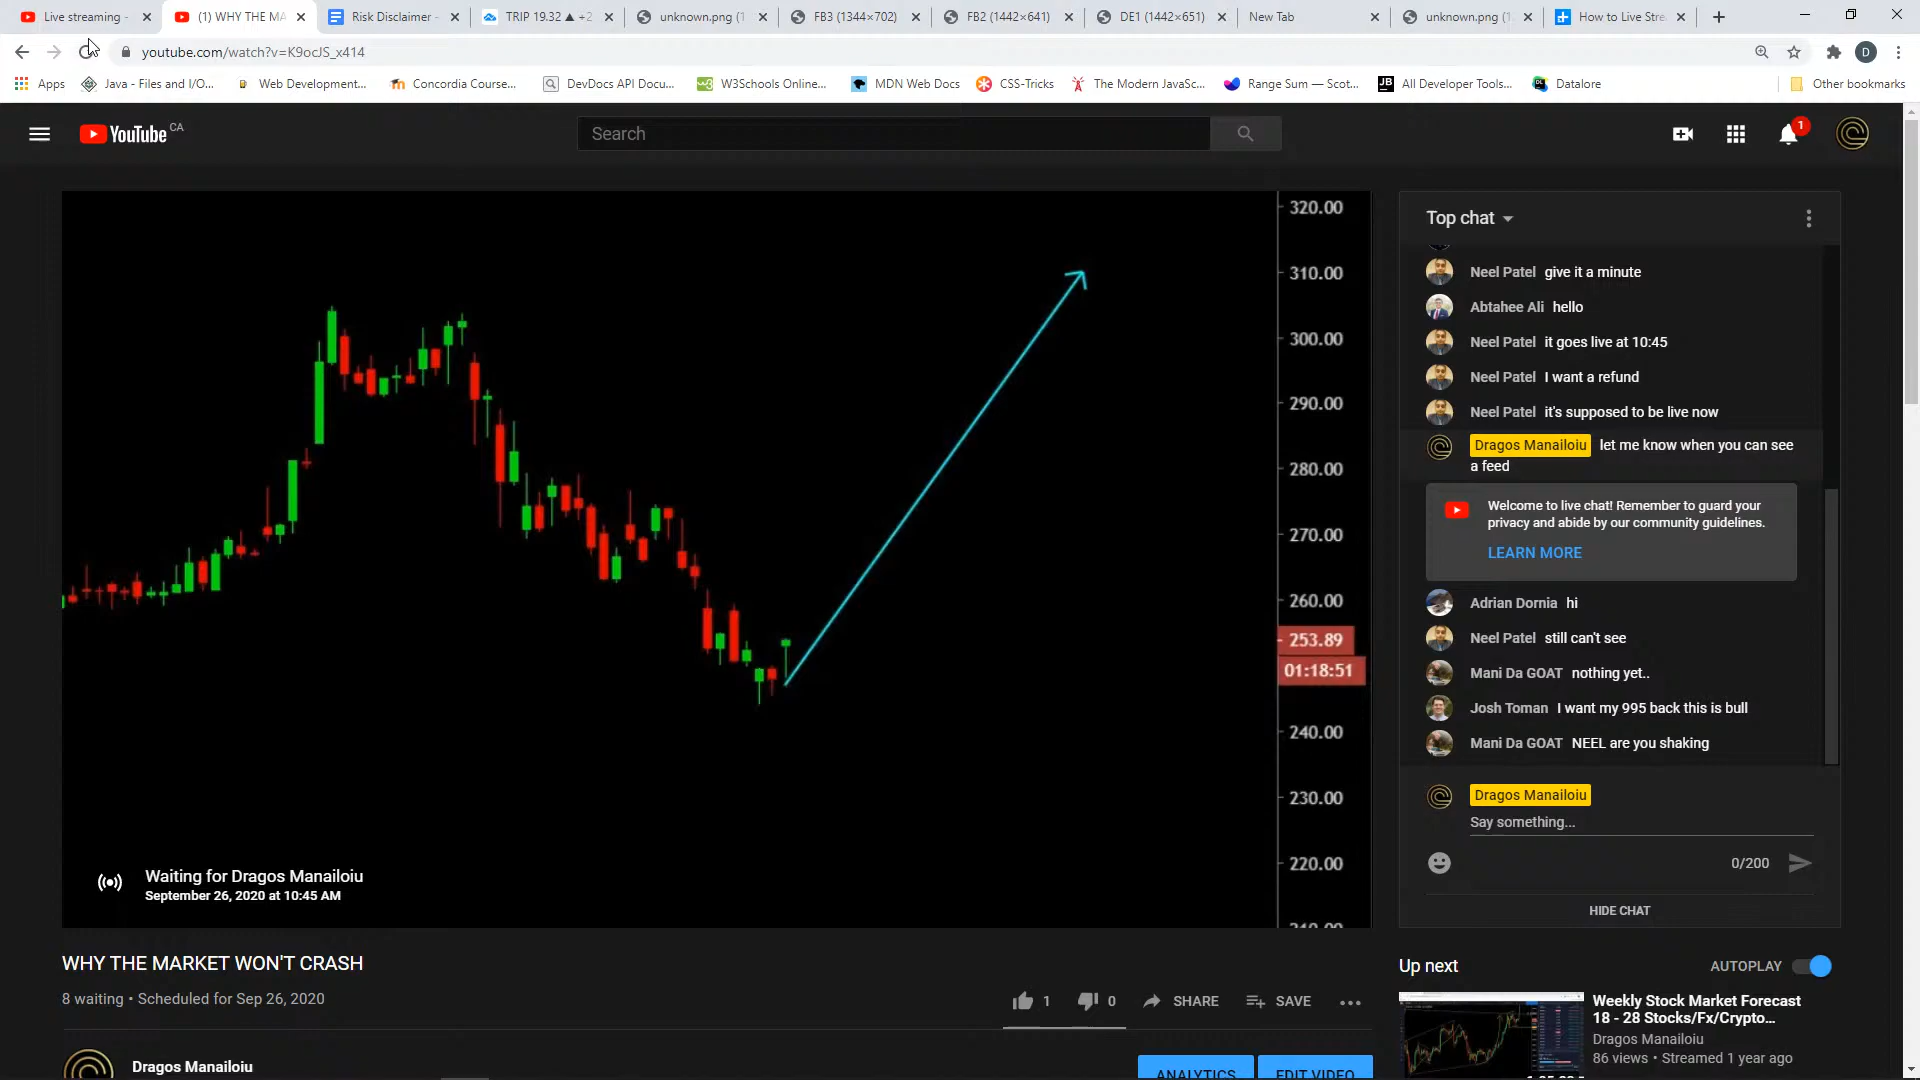 Live streaming -
(1) WHY THE MA
Risk Disclaimer -
TRIP 19.32 ▲ +2
unknown.png (1
FB3 (1344×702)
FB2 (1442×641)
DE1 (1442×651)
New Tab
unknown.png (1
How to Live Stre
youtube.com/watch?v=K9ocJS_x414
D
Apps
Java - Files and I/O...
Web Development...
Concordia Course...
DevDocs API Docu...
W3Schools Online...
MDN Web Docs
CSS-Tricks
The Modern JavaSc...
Range Sum — Scot...
All Developer Tools...
Datalore
Other bookmarks
YouTube CA
Search
1
320.00
310.00
300.00
290.00
280.00
270.00
260.00
253.89
01:18:51
240.00
230.00
220.00
Waiting for Dragos Manailoiu
September 26, 2020 at 10:45 AM
Top chat
Neel Patel give it a minute
Abtahee Ali hello
Neel Patel it goes live at 10:45
Neel Patel I want a refund
Neel Patel it's supposed to be live now
Dragos Manailoiu let me know when you can see
a feed
Welcome to live chat! Remember to guard your
privacy and abide by our community guidelines.
LEARN MORE
Adrian Dornia hi
Neel Patel still can't see
Mani Da GOAT nothing yet..
Josh Toman I want my 995 back this is bull
Mani Da GOAT NEEL are you shaking
Dragos Manailoiu
Say something...
0/200
HIDE CHAT
WHY THE MARKET WON'T CRASH
8 waiting • Scheduled for Sep 26, 2020
1
0
SHARE
SAVE
Dragos Manailoiu
ANALYTICS
EDIT VIDEO
Up next
AUTOPLAY
Weekly Stock Market Forecast
18 - 28 Stocks/Fx/Crypto...
Dragos Manailoiu
86 views • Streamed 1 year ago